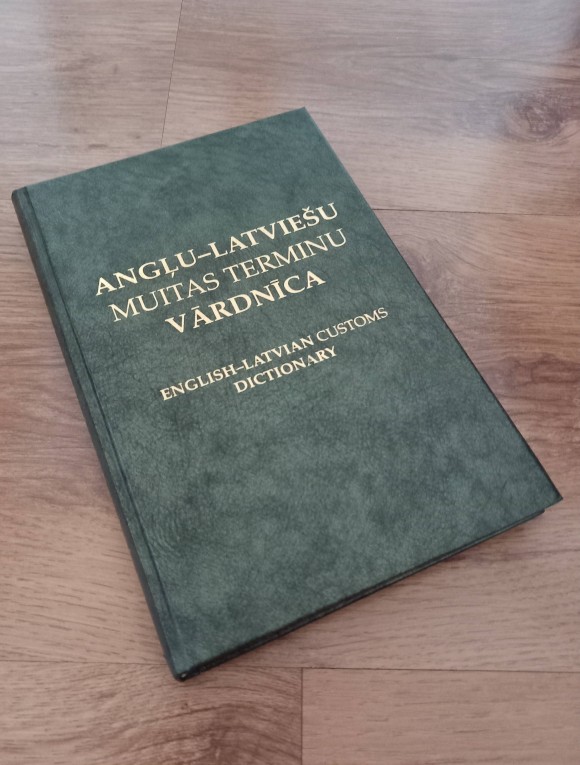 ANGĻU–LATVIEŠU
MUITAS TERMINU
VĀRDNĪCA
ENGLISH–LATVIAN CUSTOMS
DICTIONARY